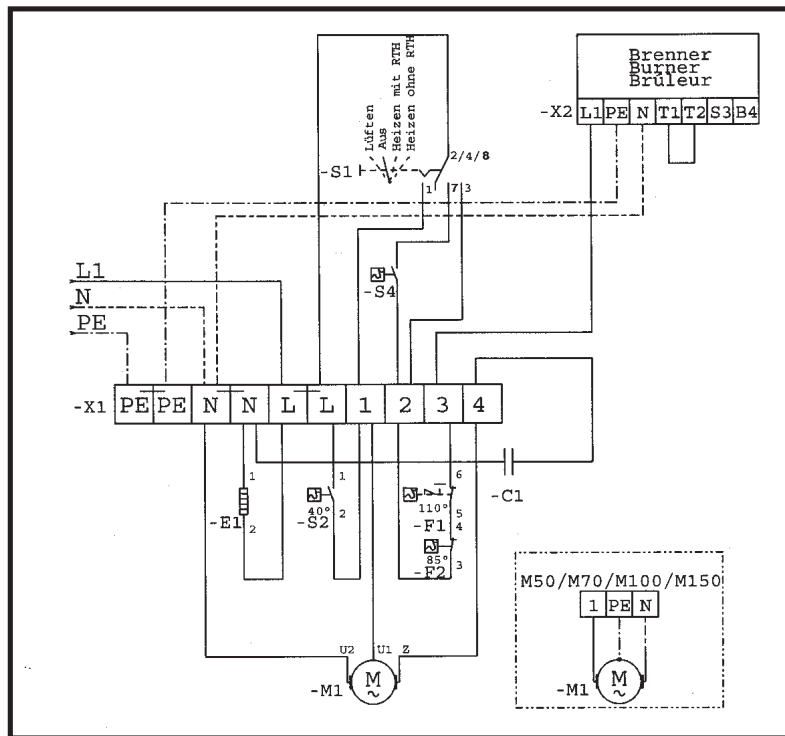 Lüften
Aus
Heizen mit RTH
Heizen ohne RTH
Brenner
Burner
Brûleur
-X2 L1 PE N T1 T2 S3 B4
-S1
2/4/8
1 7 3
L1
-S4
N
PE
-X1 PE PE N N L L 1 2 3 4
1 1 6
-C1
40° 110° 5
-E1 2 -S2 2 -F1 4
85° 3
-F2
M50/M70/M100/M150
1 PE N
U2 U1 Z
-M1 M ~
-M1 M ~